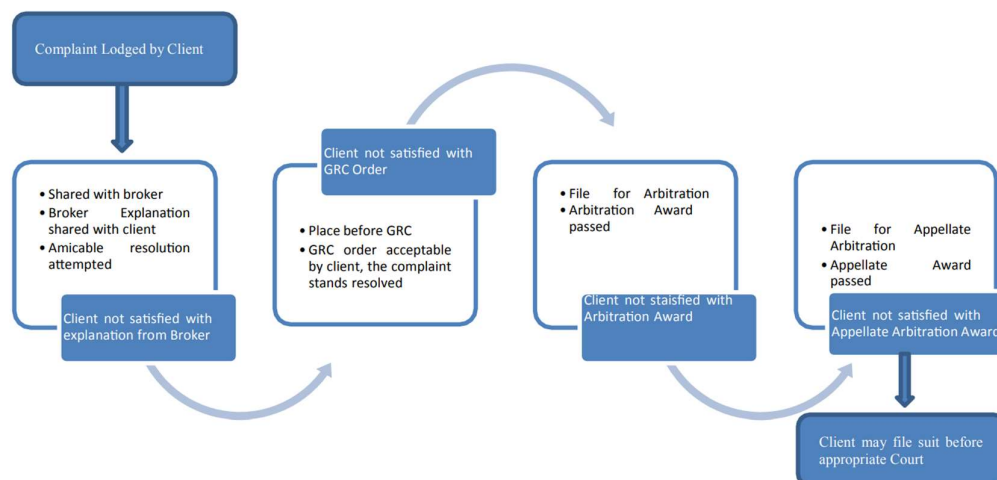 Complaint Lodged by Client
• Shared with broker
• Broker Explanation
shared with client
• Amicable resolution
attempted
Client not satisfied with
explanation from Broker
Client not satisfied with
GRC Order
• Place before GRC
• GRC order acceptable
by client, the complaint
stands resolved
• File for Arbitration
• Arbitration Award
passed
Client not staisfied with
Arbitration Award
• File for Appellate
Arbitration
• Appellate Award
passed
Client not satisfied with
Appellate Arbitration Award
Client may file suit before
appropriate Court